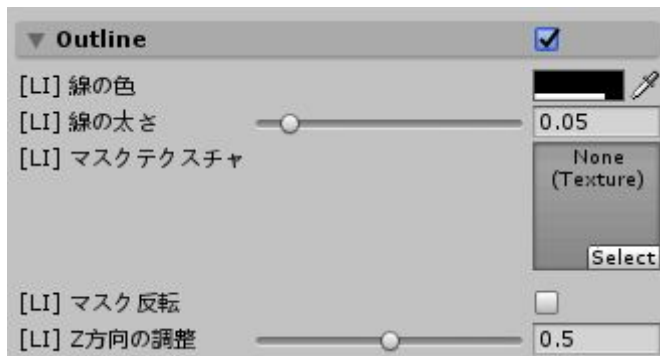 Outline
[LI] 線の色
[LI] 線の太さ 0.05
[LI] マスクテクスチャ None
(Texture)
Select
[LI] マスク反転
[LI] Z方向の調整 0.5